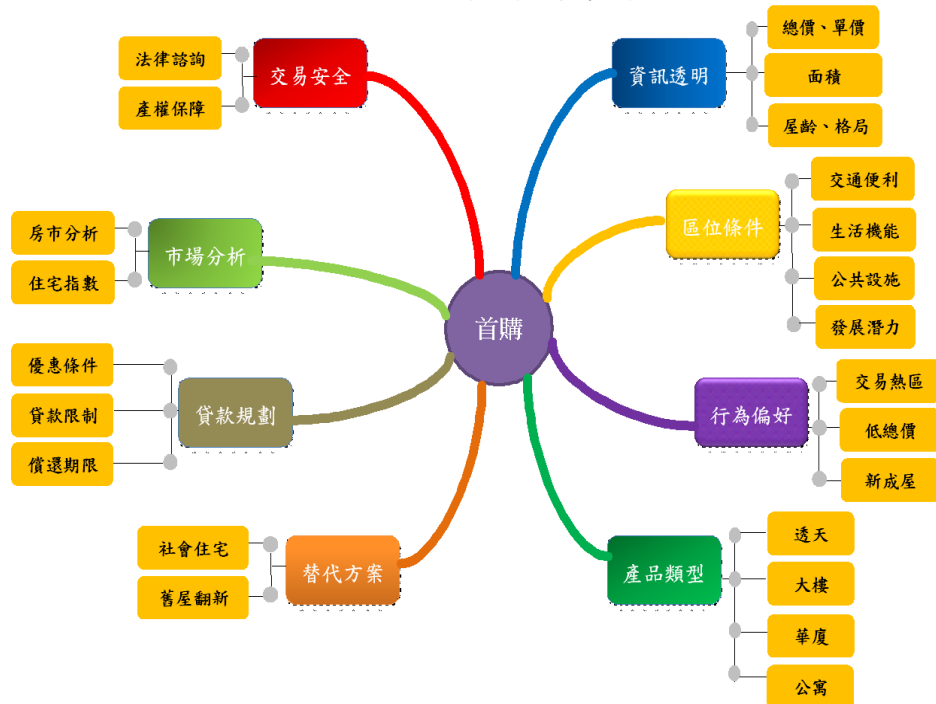 首購
資訊透明
總價、單價
面積
屋齡、格局
區位條件
交通便利
生活機能
公共設施
發展潛力
行為偏好
交易熱區
低總價
新成屋
產品類型
透天
大樓
華廈
公寓
替代方案
社會住宅
舊屋翻新
貸款規劃
優惠條件
貸款限制
償還期限
市場分析
房市分析
住宅指數
交易安全
法律諮詢
產權保障